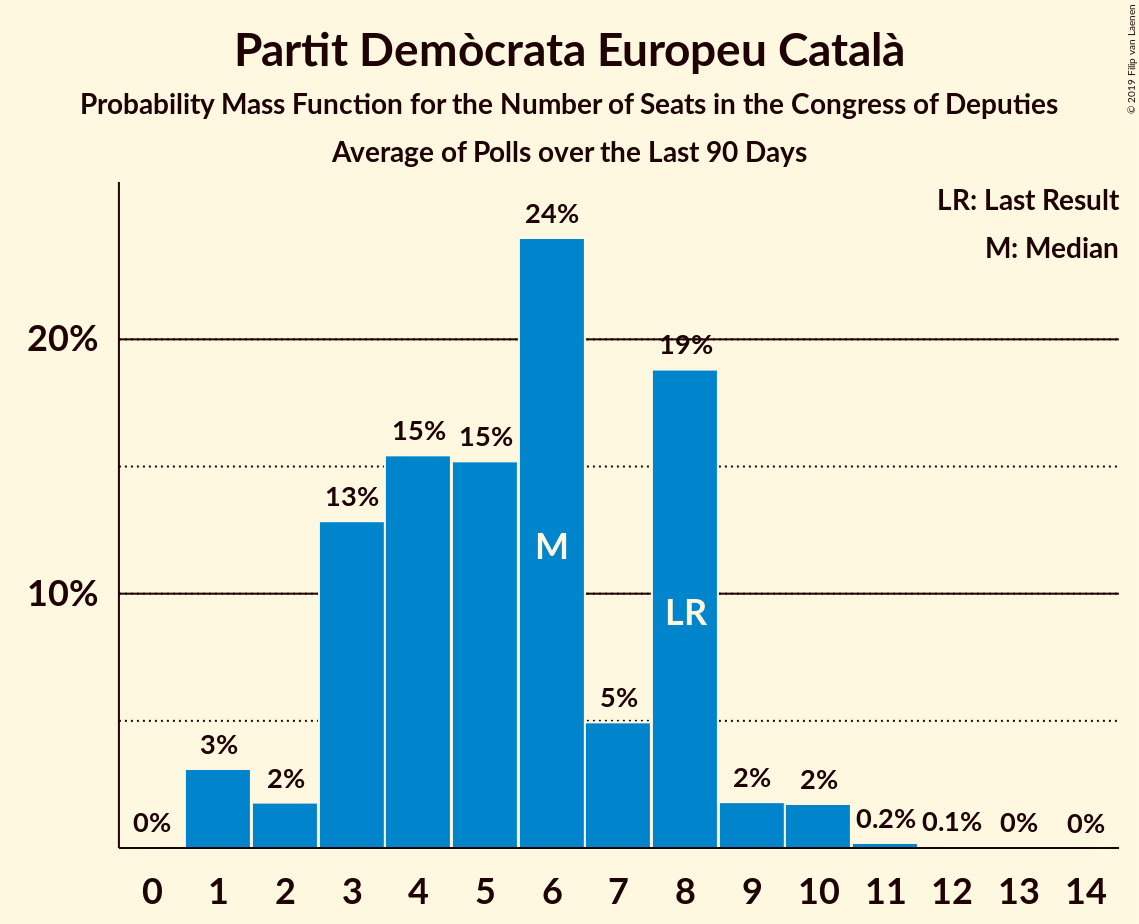 Partit Demòcrata Europeu Català
Probability Mass Function for the Number of Seats in the Congress of Deputies
Average of Polls over the Last 90 Days
© 2019 Filip van Laenen
LR: Last Result
M: Median
20%
10%
0%
3%
2%
13%
15%
15%
24%
5%
19%
2%
2%
0.2%
0.1%
0%
0%
M
LR
0 1 2 3 4 5 6 7 8 9 10 11 12 13 14